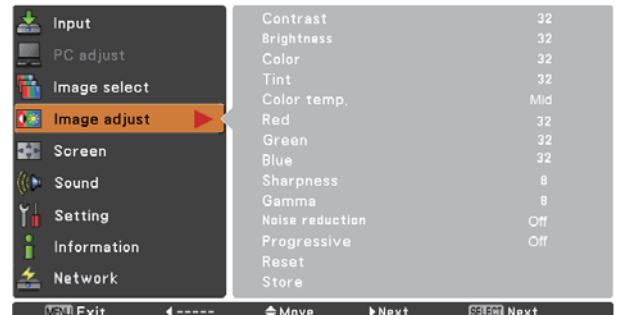 Input
PC adjust
Image select
Image adjust
Screen
Sound
Setting
Information
Network
Contrast 32
Brightness 32
Color 32
Tint 32
Color temp. Mid
Red 32
Green 32
Blue 32
Sharpness 8
Gamma 8
Noise reduction Off
Progressive Off
Reset
Store
MENU Exit ◀----- Move ▶Next SELECT Next